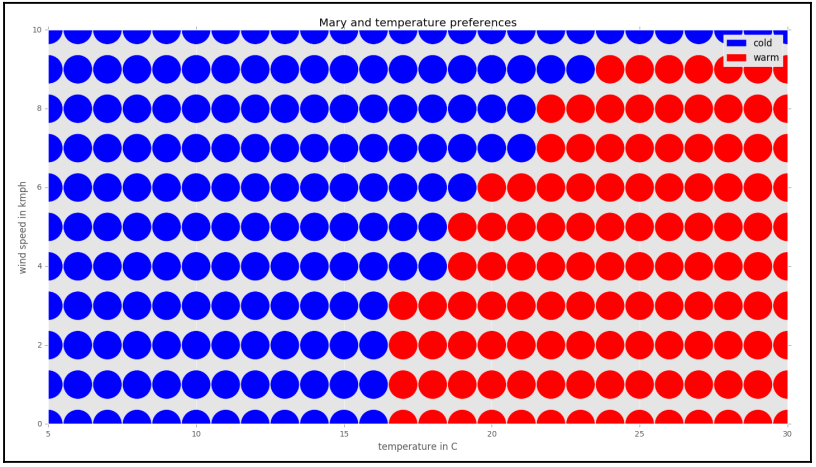 Mary and temperature preferences
cold
warm
wind speed in kmph
10
8
6
4
2
0
5 10 15 20 25 30
temperature in C